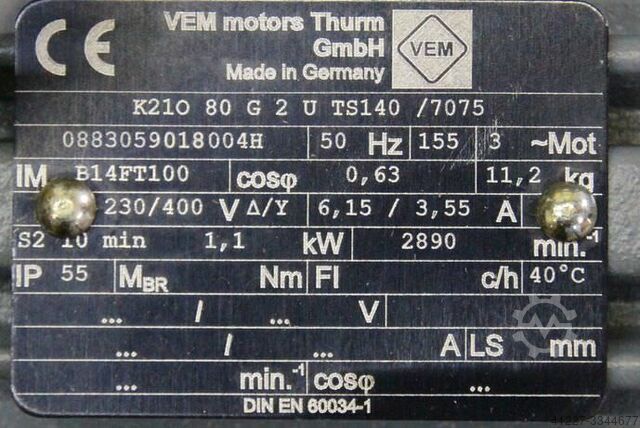 CE VEM motors Thurm
GmbH VEM
Made in Germany
K21O 80 G 2 U TS140 /7075
0883059018004H 50 Hz 155 3 ~Mot
IM B14FT100 cosφ 0,63 11,2 kg
230/400 V Δ/Y 6,15 / 3,55 A
S2 10 min 1,1 kW 2890 min.-1
IP 55 MBR Nm FI c/h 40°C
... / ... V
... / ... A LS mm
... min.-1 cosφ ...
DIN EN 60034-1
44287-3344677